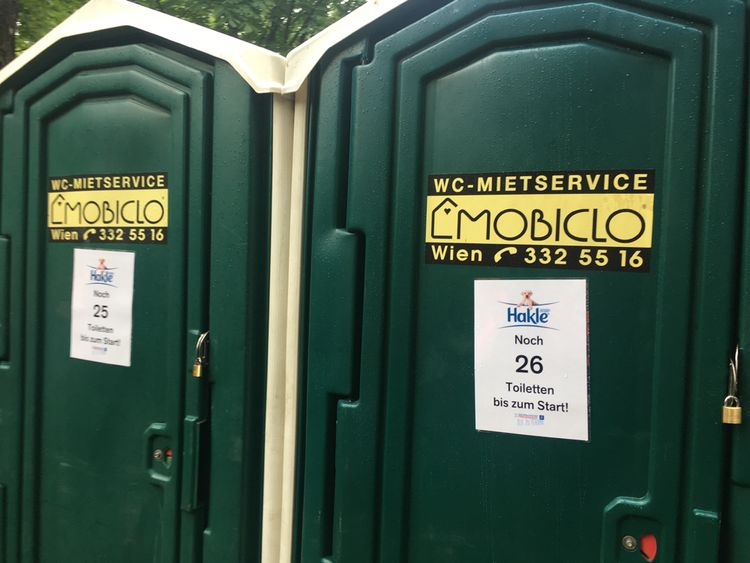 WC-MIETSERVICE
MOBICLO
Wien 332 55 16
Hakle
Noch
25
Toiletten
bis zum Start!
WC-MIETSERVICE
MOBICLO
Wien 332 55 16
Hakle
Noch
26
Toiletten
bis zum Start!